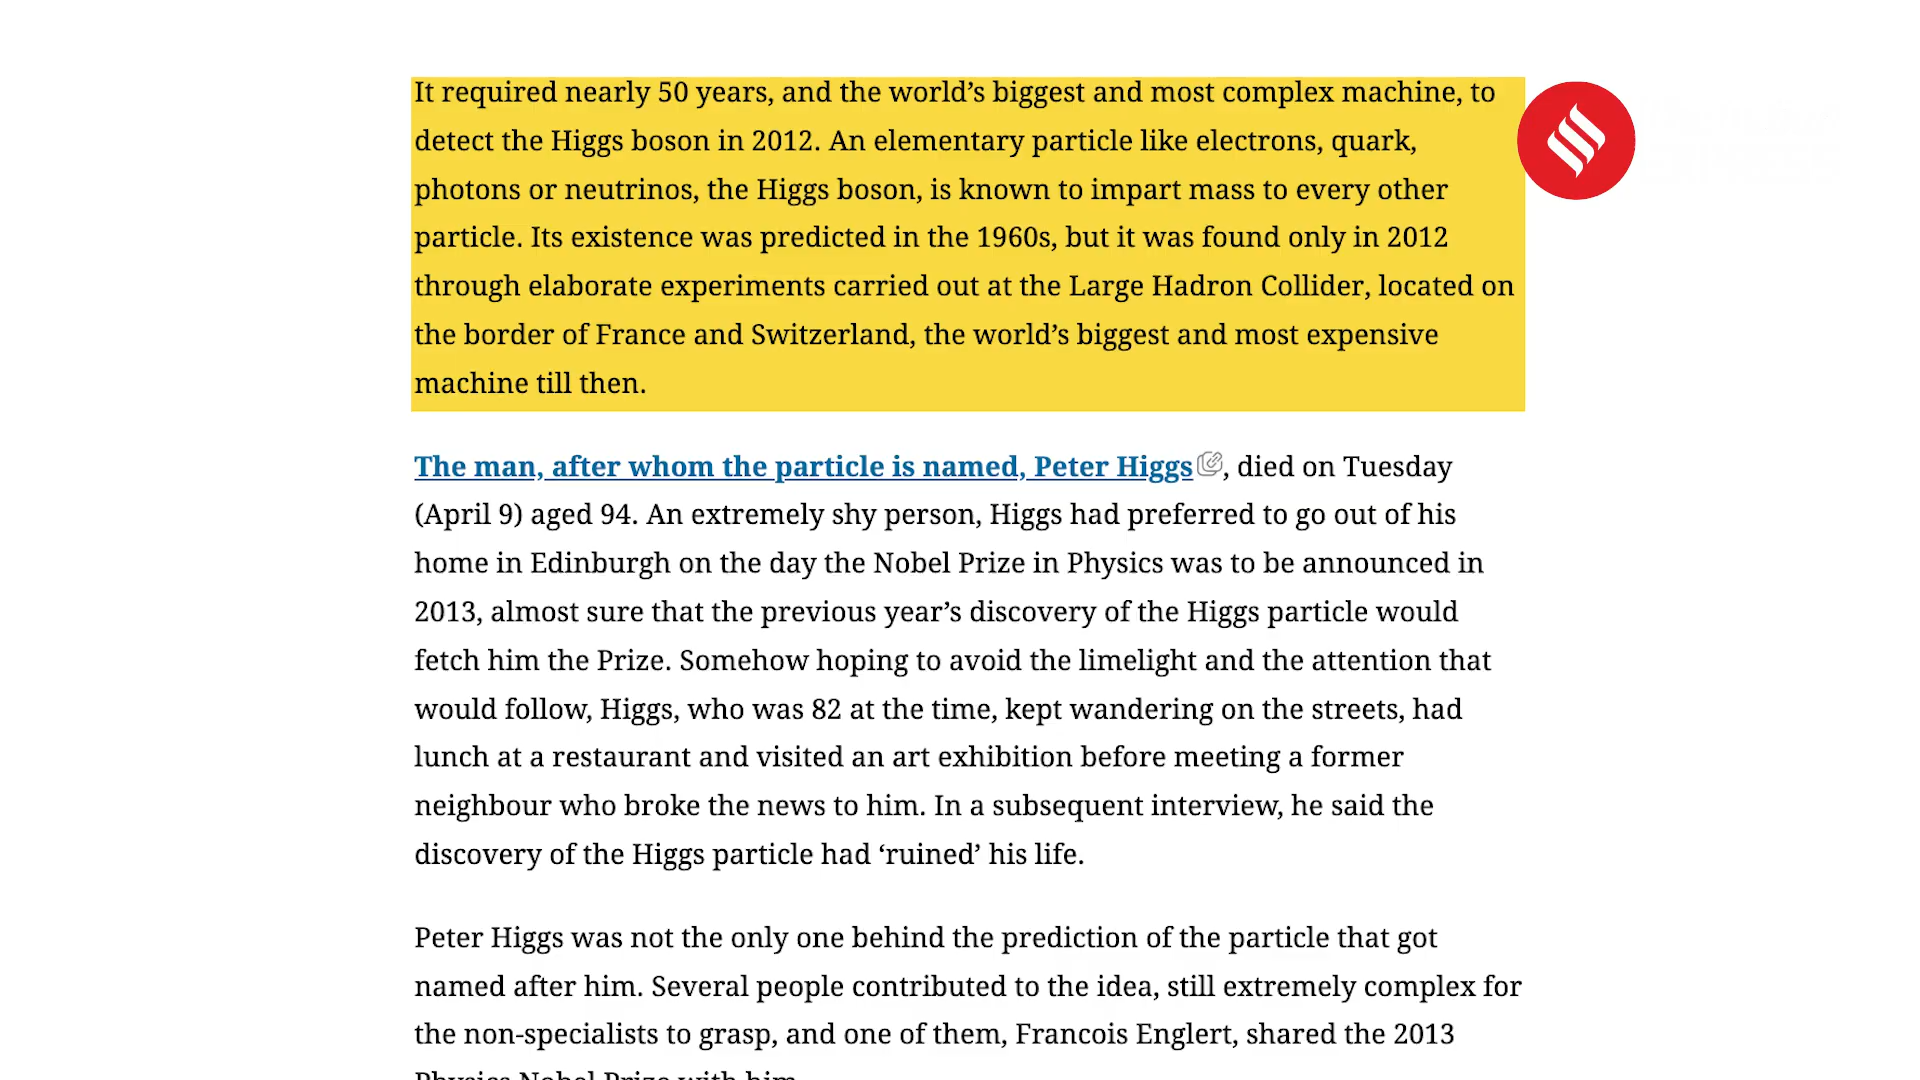 It required nearly 50 years, and the world’s biggest and most complex machine, to
detect the Higgs boson in 2012. An elementary particle like electrons, quark,
photons or neutrinos, the Higgs boson, is known to impart mass to every other
particle. Its existence was predicted in the 1960s, but it was found only in 2012
through elaborate experiments carried out at the Large Hadron Collider, located on
the border of France and Switzerland, the world’s biggest and most expensive
machine till then.
The man, after whom the particle is named, Peter Higgs, died on Tuesday
(April 9) aged 94. An extremely shy person, Higgs had preferred to go out of his
home in Edinburgh on the day the Nobel Prize in Physics was to be announced in
2013, almost sure that the previous year’s discovery of the Higgs particle would
fetch him the Prize. Somehow hoping to avoid the limelight and the attention that
would follow, Higgs, who was 82 at the time, kept wandering on the streets, had
lunch at a restaurant and visited an art exhibition before meeting a former
neighbour who broke the news to him. In a subsequent interview, he said the
discovery of the Higgs particle had ‘ruined’ his life.
Peter Higgs was not the only one behind the prediction of the particle that got
named after him. Several people contributed to the idea, still extremely complex for
the non-specialists to grasp, and one of them, Francois Englert, shared the 2013
Physics Nobel Prize with him.